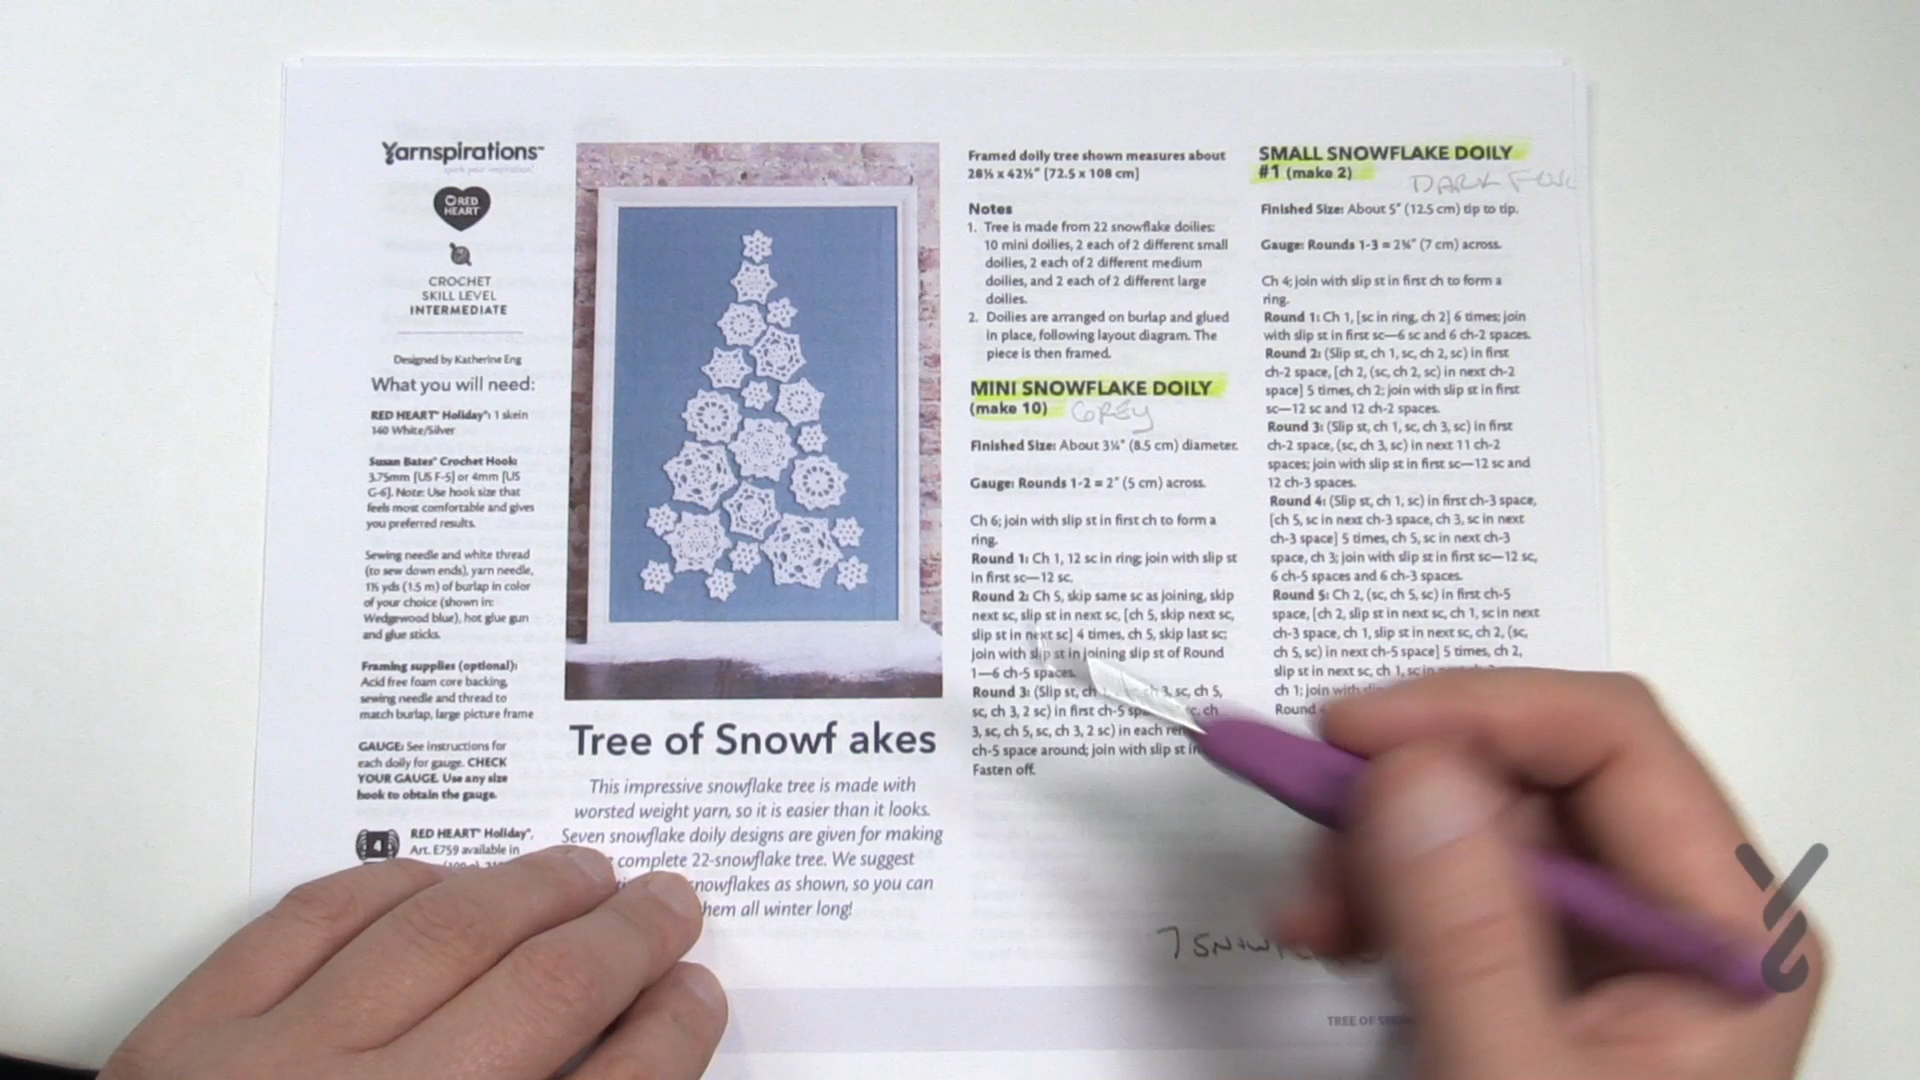 Yarnspirations™
spark your inspiration!
RED
HEART
CROCHET
SKILL LEVEL
INTERMEDIATE
Designed by Katherine Eng
What you will need:
RED HEART® Holiday®: 1 skein
140 White/Silver
Susan Bates® Crochet Hook:
3.75mm [US F-5] or 4mm [US
G-6]. Note: Use hook size that
feels most comfortable and gives
you preferred results.
Sewing needle and white thread
(to sew down ends), yarn needle,
1½ yds (1.5 m) of burlap in color
of your choice (shown in:
Wedgewood blue), hot glue gun
and glue sticks.
Framing supplies (optional):
Acid free foam core backing,
sewing needle and thread to
match burlap, large picture frame
GAUGE: See instructions for
each doily for gauge. CHECK
YOUR GAUGE. Use any size
hook to obtain the gauge.
4
RED HEART® Holiday®,
Art. E759 available in
Tree of Snowf akes
This impressive snowflake tree is made with
worsted weight yarn, so it is easier than it looks.
Seven snowflake doily designs are given for making
complete 22-snowflake tree. We suggest
snowflakes as shown, so you can
them all winter long!
Framed doily tree shown measures about
28½ x 42½" [72.5 x 108 cm]
Notes
1. Tree is made from 22 snowflake doilies:
10 mini doilies, 2 each of 2 different small
doilies, 2 each of 2 different medium
doilies, and 2 each of 2 different large
doilies.
2. Doilies are arranged on burlap and glued
in place, following layout diagram. The
piece is then framed.
MINI SNOWFLAKE DOILY
(make 10) GREY
Finished Size: About 3¼" (8.5 cm) diameter.
Gauge: Rounds 1-2 = 2" (5 cm) across.
Ch 6; join with slip st in first ch to form a
ring.
Round 1: Ch 1, 12 sc in ring; join with slip st
in first sc—12 sc.
Round 2: Ch 5, skip same sc as joining, skip
next sc, slip st in next sc, [ch 5, skip next sc,
slip st in next sc] 4 times, ch 5, skip last sc;
join with slip st in joining slip st of Round
1—6 ch-5 spaces.
Round 3: (Slip st, ch 3, sc, ch 5,
sc, ch 3, 2 sc) in first ch-5 ch
3, sc, ch 5, sc, ch 3, 2 sc) in each
ch-5 space around; join with slip st in
Fasten off.
SMALL SNOWFLAKE DOILY
#1 (make 2) DARK
Finished Size: About 5" (12.5 cm) tip to tip.
Gauge: Rounds 1-3 = 2¾" (7 cm) across.
Ch 4; join with slip st in first ch to form a
ring.
Round 1: Ch 1, [sc in ring, ch 2] 6 times; join
with slip st in first sc—6 sc and 6 ch-2 spaces.
Round 2: (Slip st, ch 1, sc, ch 2, sc) in first
ch-2 space, [ch 2, (sc, ch 2, sc) in next ch-2
space] 5 times, ch 2; join with slip st in first
sc—12 sc and 12 ch-2 spaces.
Round 3: (Slip st, ch 1, sc, ch 3, sc) in first
ch-2 space, (sc, ch 3, sc) in next 11 ch-2
spaces; join with slip st in first sc—12 sc and
12 ch-3 spaces.
Round 4: (Slip st, ch 1, sc) in first ch-3 space,
[ch 5, sc in next ch-3 space, ch 3, sc in next
ch-3 space] 5 times, ch 5, sc in next ch-3
space, ch 3; join with slip st in first sc—12 sc,
6 ch-5 spaces and 6 ch-3 spaces.
Round 5: Ch 2, (sc, ch 5, sc) in first ch-5
space, [ch 2, slip st in next sc, ch 1, sc in next
ch-3 space, ch 1, slip st in next sc, ch 2, (sc,
ch 5, sc) in next ch-5 space] 5 times, ch 2,
slip st in next sc, ch 1, sc in
ch 1; join with
Round
7
TREE OF